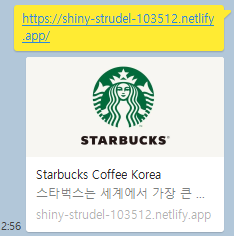 https://shiny-strudel-103512.netlify
.app/
STARBUCKS®
Starbucks Coffee Korea
스타벅스는 세계에서 가장 큰 ...
shiny-strudel-103512.netlify.app
2:56